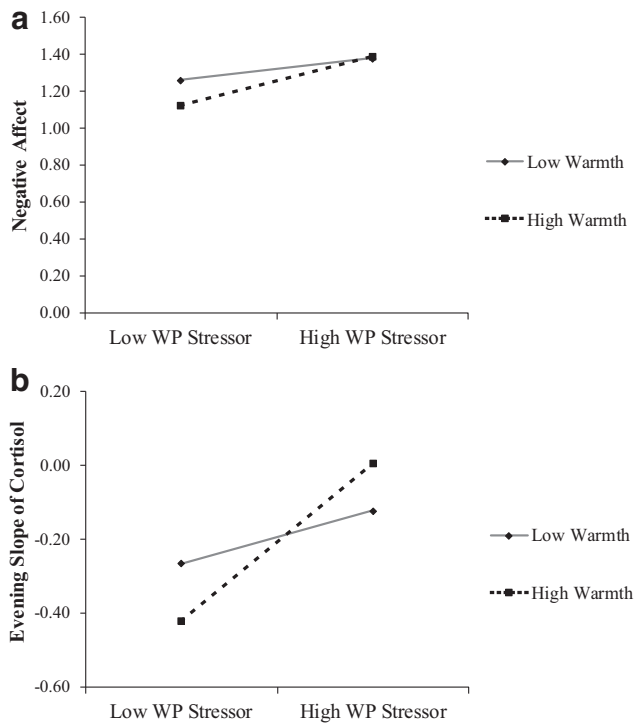 a
1.60
1.40
1.20
1.00
0.80
0.60
0.40
0.20
0.00
Negative Affect
Low WP Stressor
High WP Stressor
Low Warmth
High Warmth
b
0.20
0.00
-0.20
-0.40
-0.60
Evening Slope of Cortisol
Low WP Stressor
High WP Stressor
Low Warmth
High Warmth